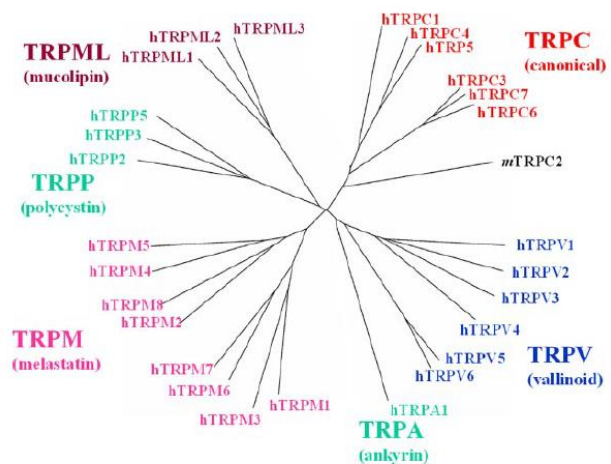 TRPML
(mucolipin)
hTRPML3
hTRPML2
hTRPML1
hTRPC1
hTRPC4
hTRP5
TRPC
(canonical)
hTRPC3
hTRPC7
hTRPC6
mTRPC2
hTRPP5
hTRPP3
hTRPP2
TRPP
(polycystin)
hTRPM5
hTRPM4
hTRPM8
hTRPM2
TRPM
(melastatin)
hTRPM7
hTRPM6
hTRPM3
hTRPM1
hTRPV1
hTRPV2
hTRPV3
hTRPV4
hTRPV5
hTRPV6
TRPV
(vallinoid)
hTRPA1
TRPA
(ankyrin)